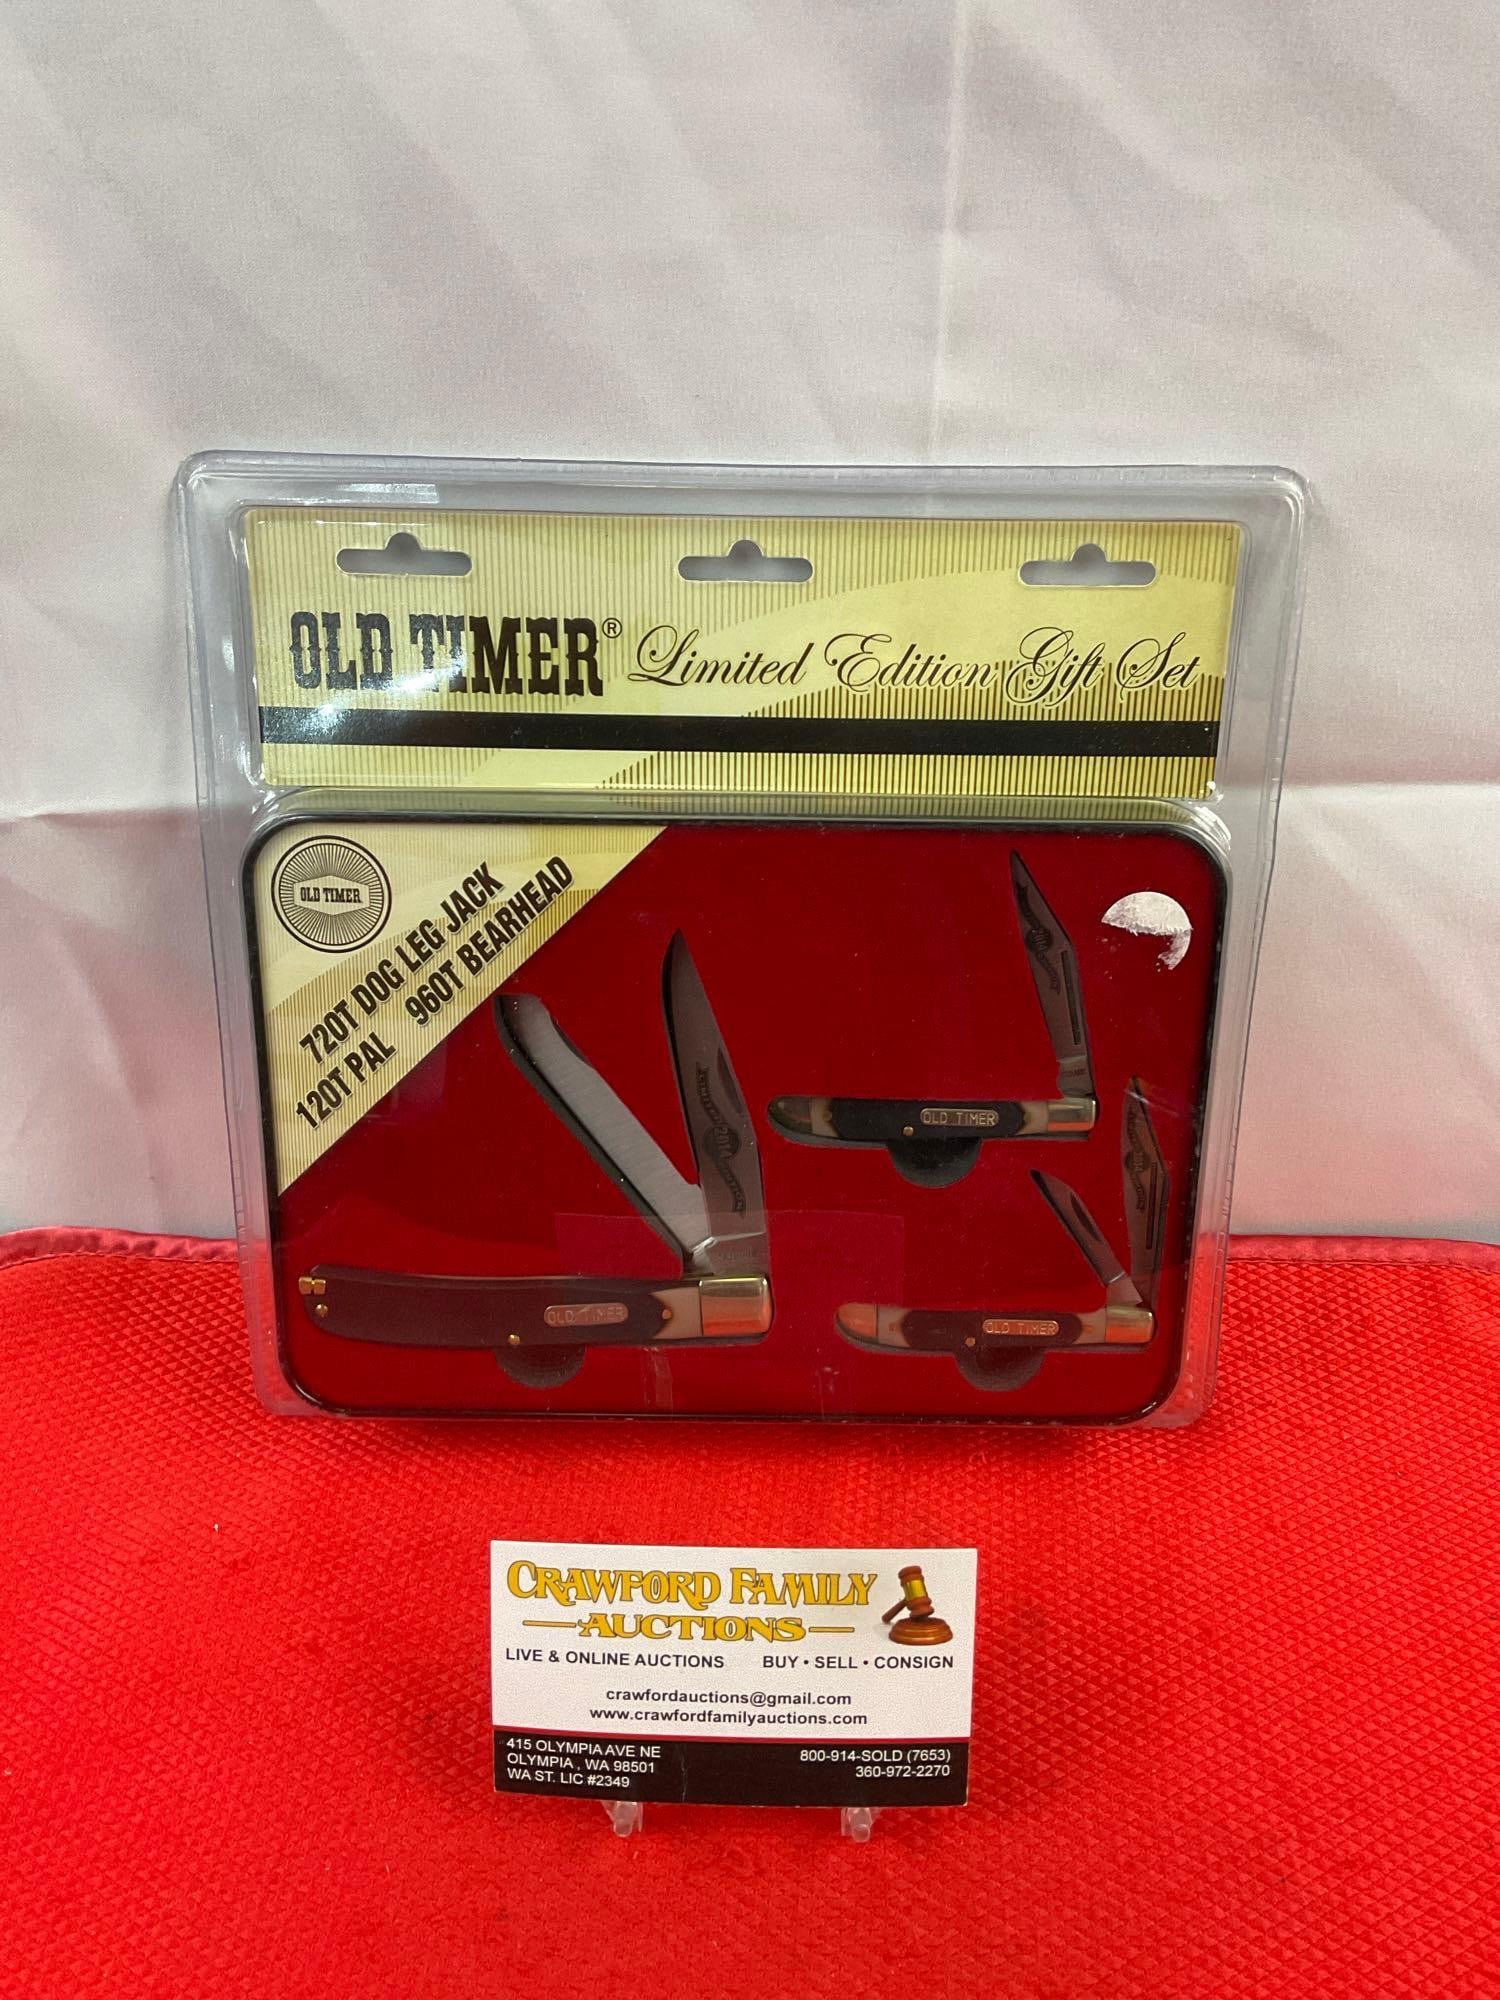 OLD TIMER® Limited Edition Gift Set
OLD TIMER
720T DOG LEG JACK
120T PAL 960T BEARHEAD
2014
OLD TIMER
2014
OLD TIMER
OLD TIMER
CRAWFORD FAMILY
AUCTIONS
LIVE & ONLINE AUCTIONS BUY • SELL • CONSIGN
crawfordauctions@gmail.com
www.crawfordfamilyauctions.com
415 OLYMPIA AVE NE
OLYMPIA , WA 98501
WA ST. LIC #2349
800-914-SOLD (7653)
360-972-2270